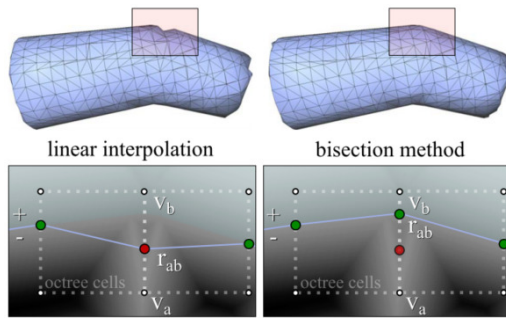 linear interpolation
bisection method
v_b
+
-
r_ab
octree cells
v_a
v_b
+
-
r_ab
octree cells
v_a